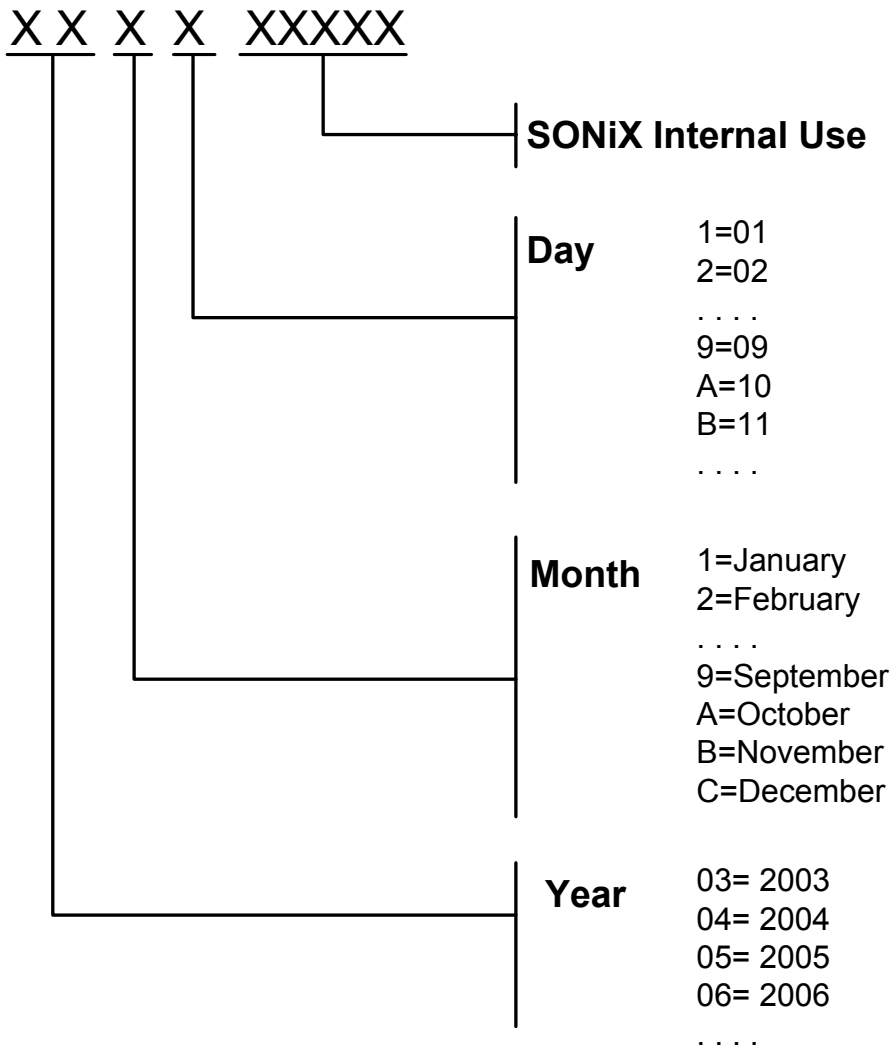 X X X X XXXXX
SONiX Internal Use
Day
1=01
2=02
. . . .
9=09
A=10
B=11
. . . .
Month
1=January
2=February
. . . .
9=September
A=October
B=November
C=December
Year
03= 2003
04= 2004
05= 2005
06= 2006
. . . .